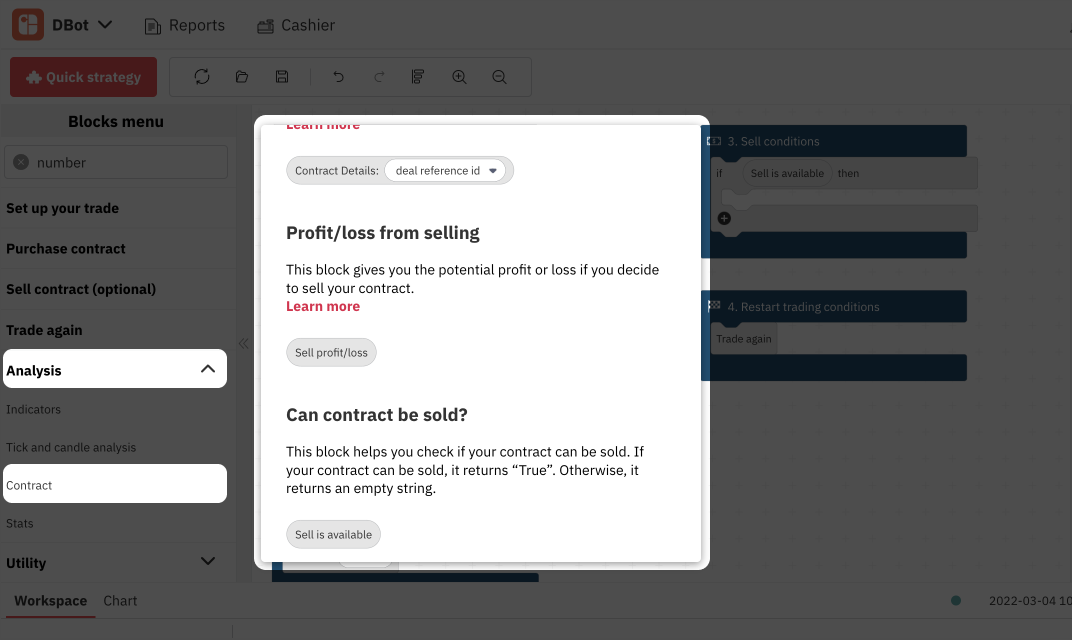 DBot
Reports
Cashier
Quick strategy
Blocks menu
number
Set up your trade
Purchase contract
Sell contract (optional)
Trade again
Analysis
Indicators
Tick and candle analysis
Contract
Stats
Utility
Learn more
Contract Details: deal reference id
Profit/loss from selling
This block gives you the potential profit or loss if you decide
to sell your contract.
Learn more
Sell profit/loss
Can contract be sold?
This block helps you check if your contract can be sold. If
your contract can be sold, it returns “True”. Otherwise, it
returns an empty string.
Sell is available
3. Sell conditions
if Sell is available then
4. Restart trading conditions
Trade again
Workspace
Chart
2022-03-04 10